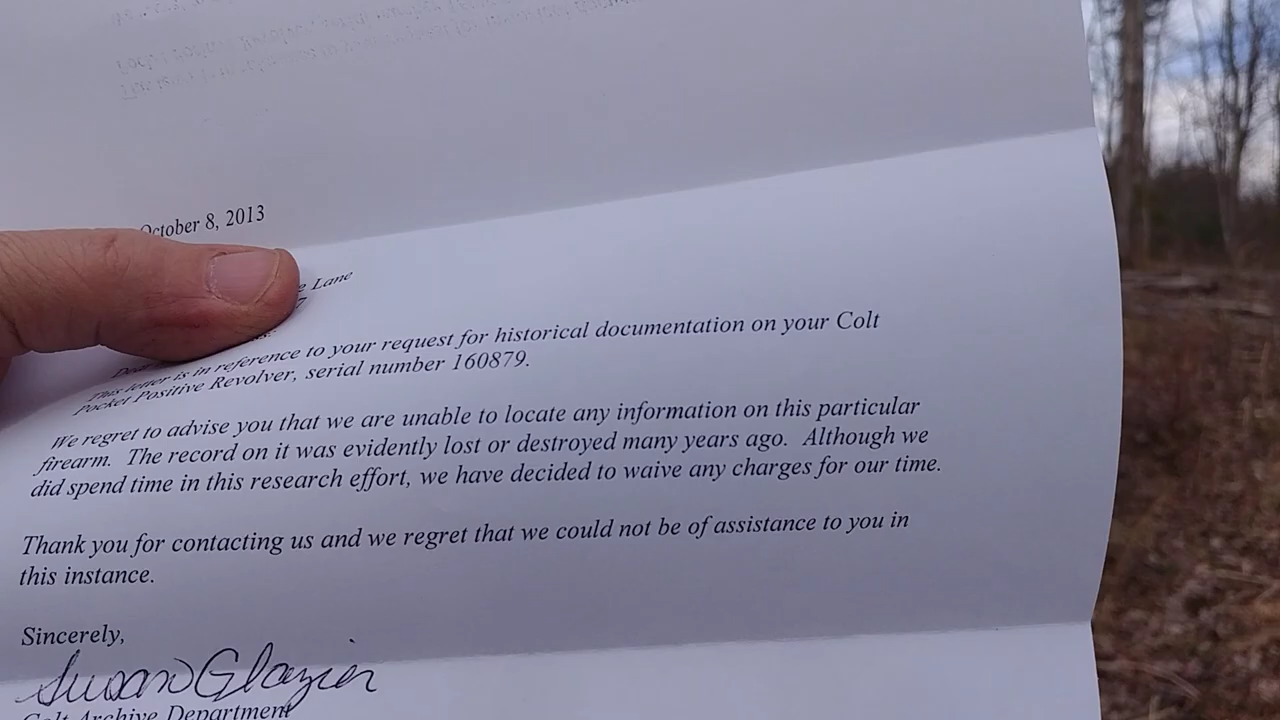 October 8, 2013
Lane
This letter is in reference to your request for historical documentation on your Colt
Pocket Positive Revolver, serial number 160879.
We regret to advise you that we are unable to locate any information on this particular
firearm. The record on it was evidently lost or destroyed many years ago. Although we
did spend time in this research effort, we have decided to waive any charges for our time.
Thank you for contacting us and we regret that we could not be of assistance to you in
this instance.
Sincerely,
Susan Glazier
Colt Archive Department